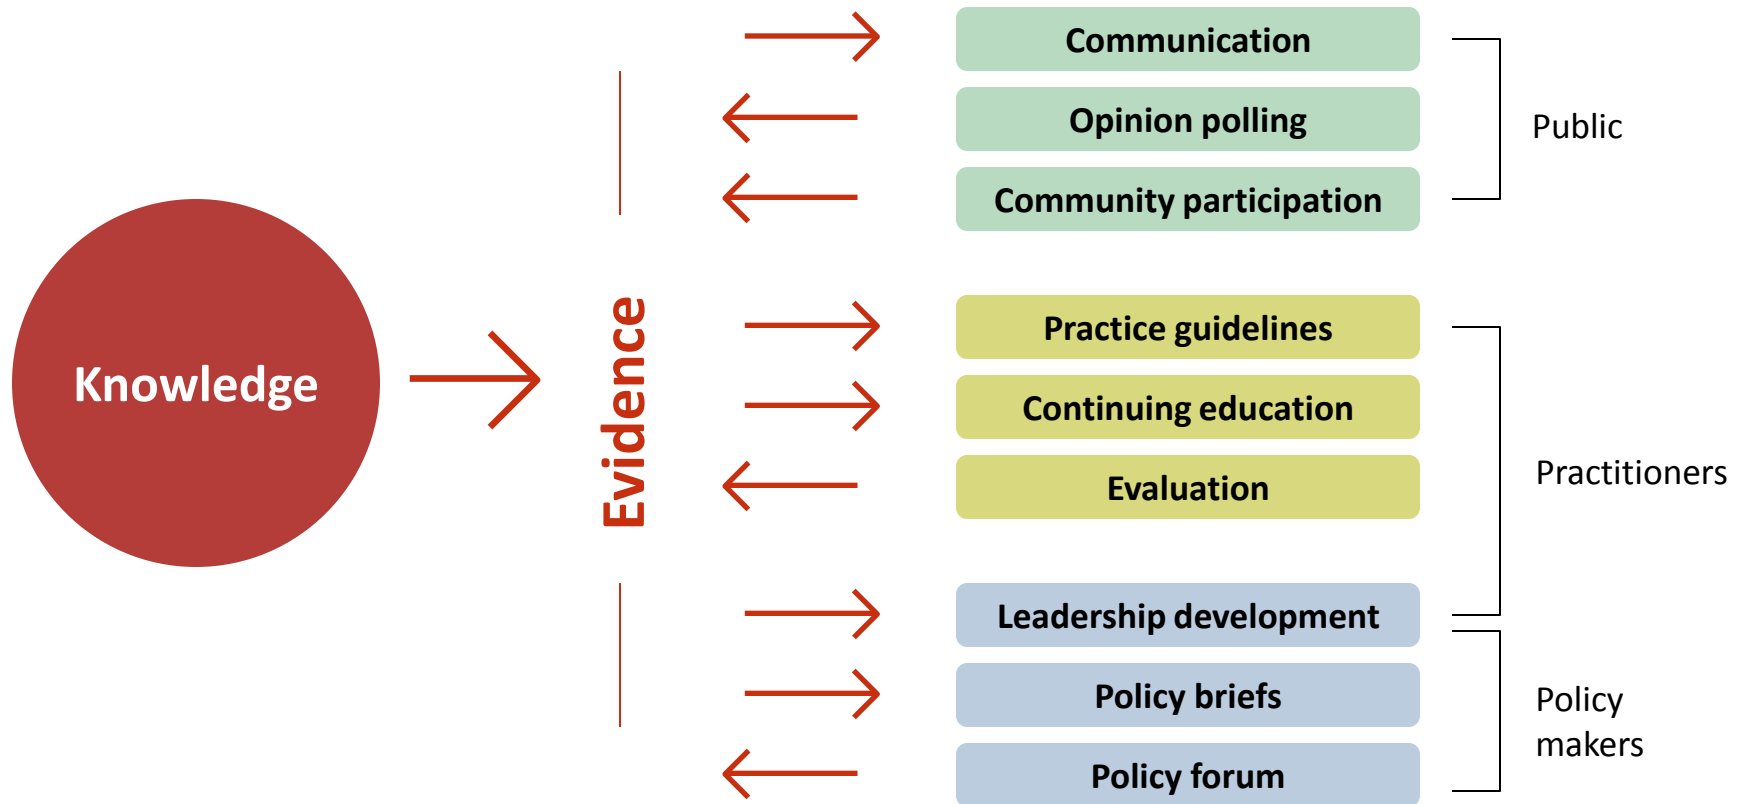 Knowledge
Evidence
Communication
Opinion polling
Community participation
Public
Practice guidelines
Continuing education
Evaluation
Practitioners
Leadership development
Policy briefs
Policy forum
Policy
makers